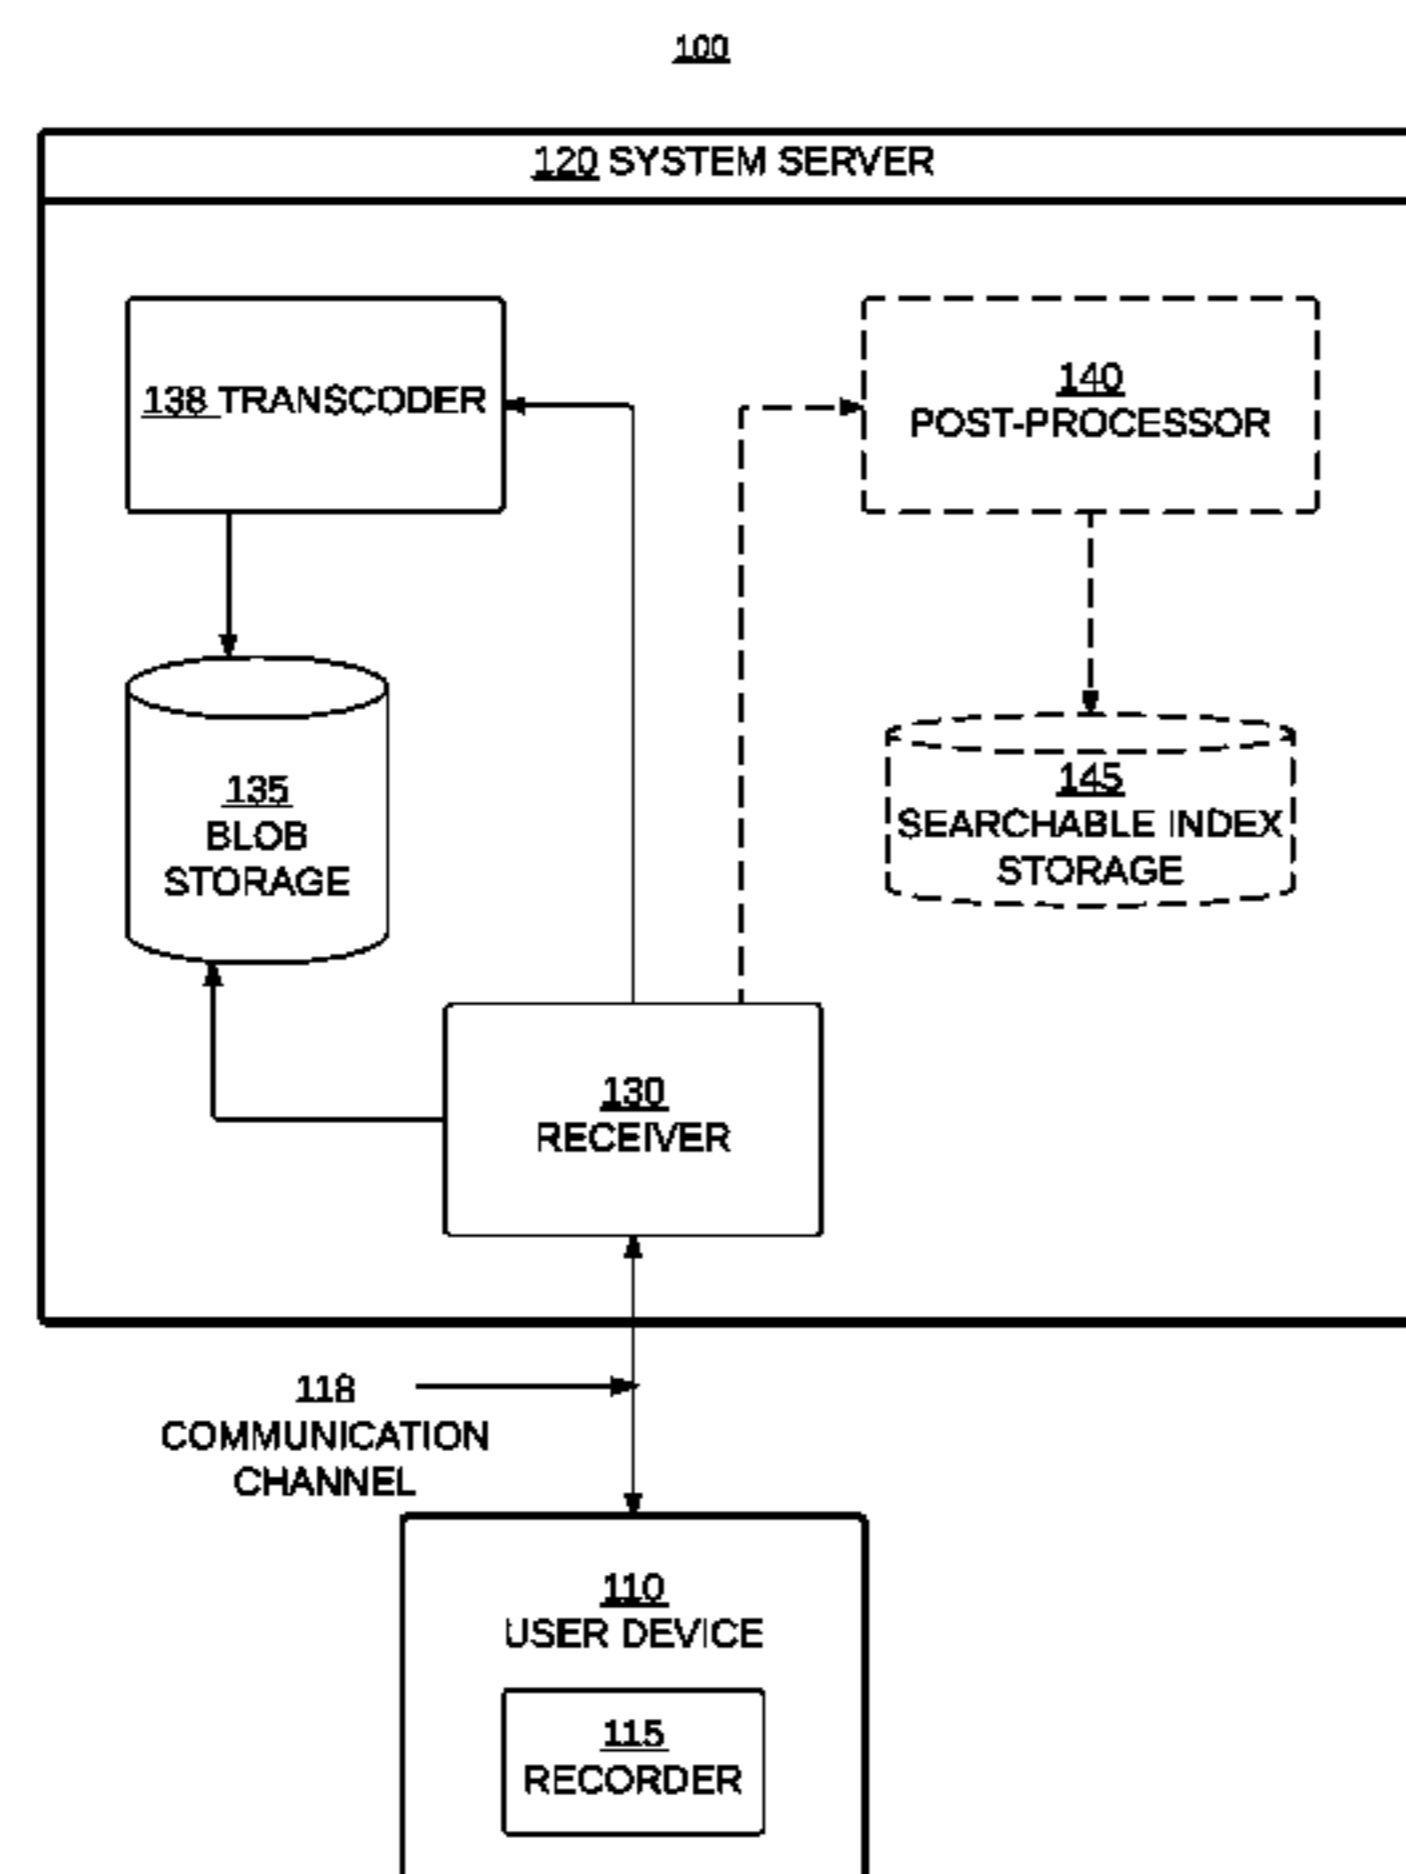 100
120 SYSTEM SERVER
138 TRANSCODER
140
POST-PROCESSOR
135
BLOB
STORAGE
145
SEARCHABLE INDEX
STORAGE
130
RECEIVER
118
COMMUNICATION
CHANNEL
110
USER DEVICE
115
RECORDER